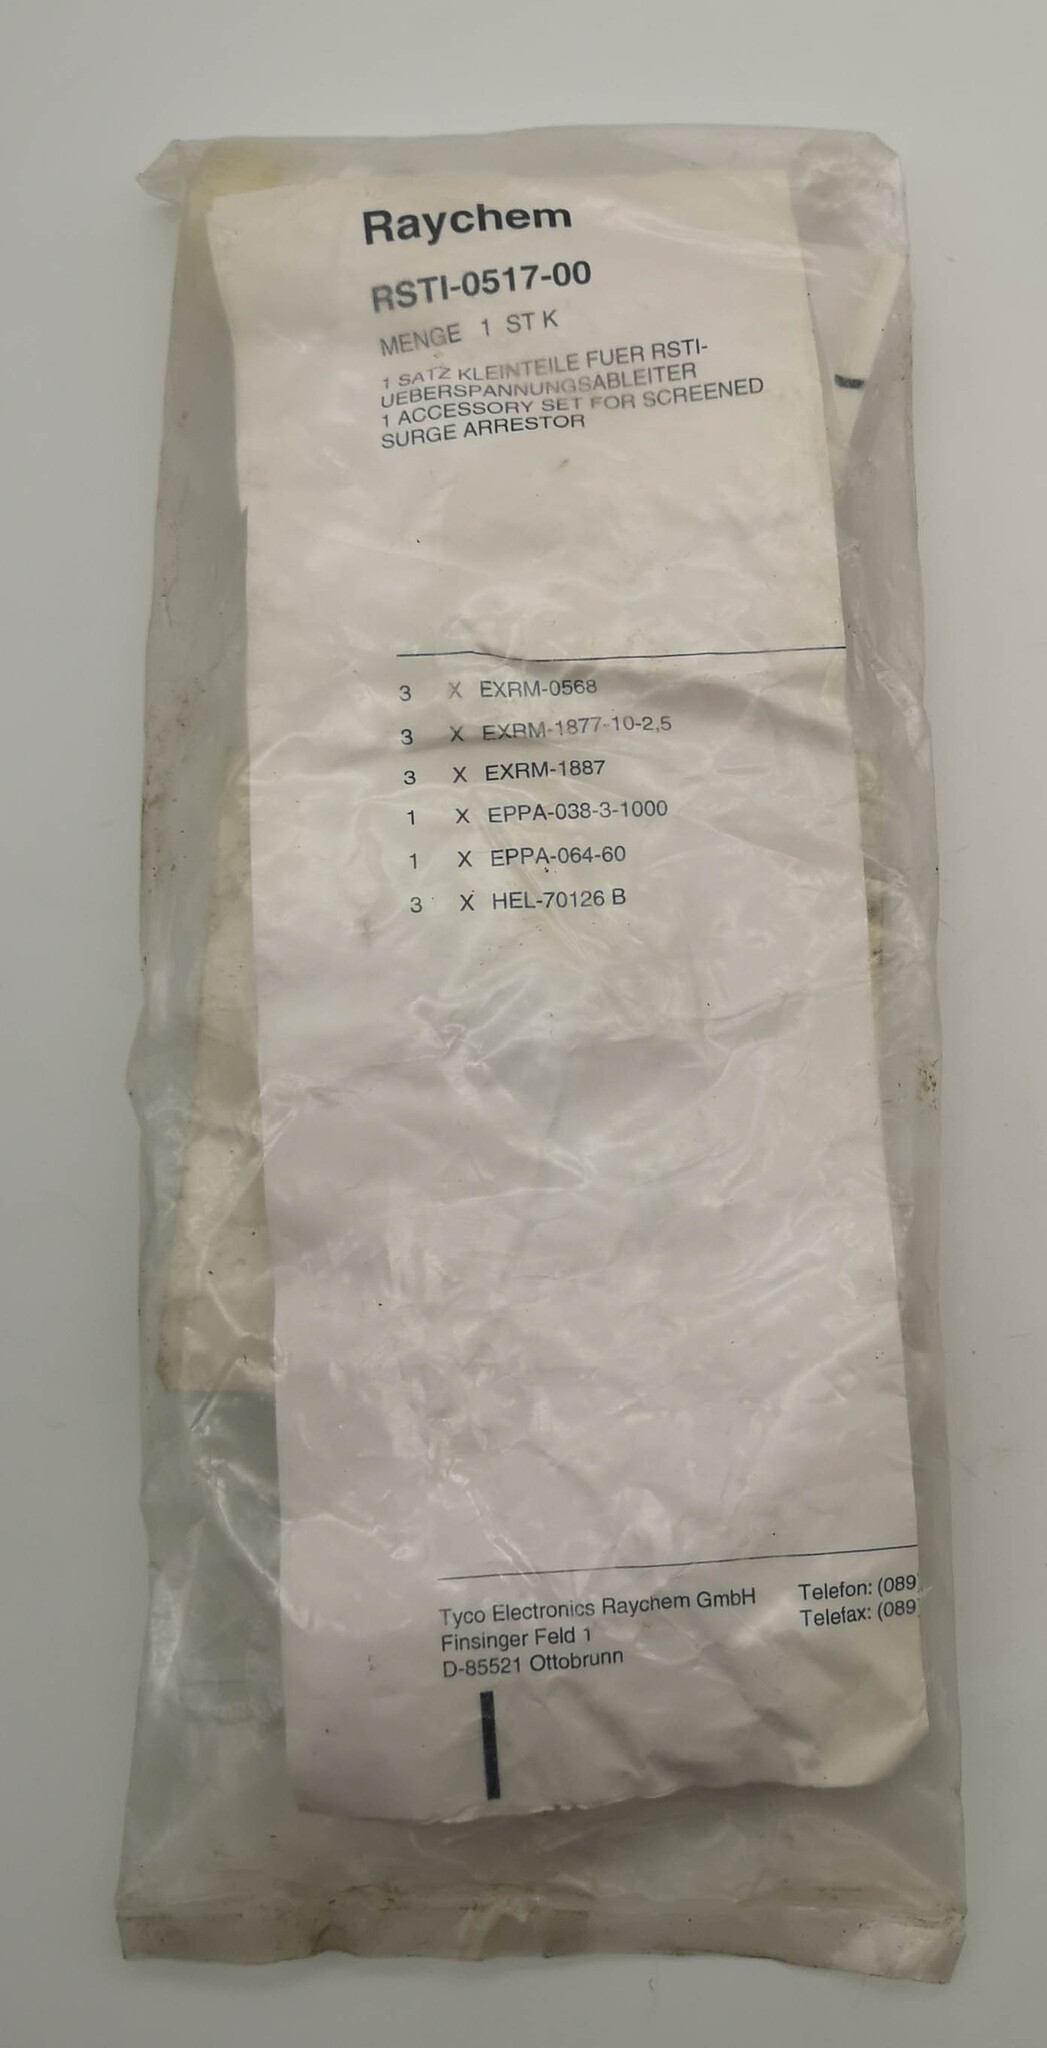 Raychem
RSTI-0517-00
MENGE 1 ST K
1 SATZ KLEINTEILE FUER RSTI-
UEBERSPANNUNGSABLEITER
1 ACCESSORY SET FOR SCREENED
SURGE ARRESTOR
3 X EXRM-0568
3 X EXRM-1877-10-2,5
3 X EXRM-1887
1 X EPPA-038-3-1000
1 X EPPA-064-60
3 X HEL-70126 B
Tyco Electronics Raychem GmbH
Finsinger Feld 1
D-85521 Ottobrunn
Telefon: (089)
Telefax: (089)